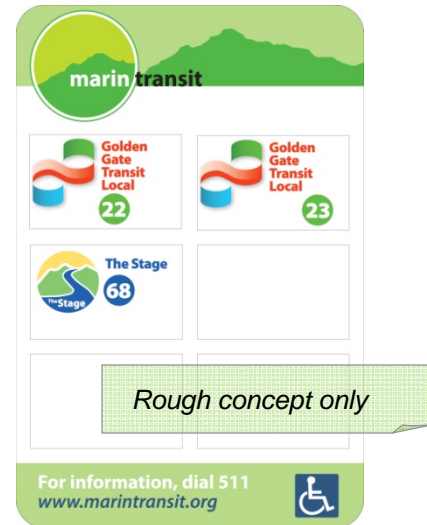 marin transit
Golden
Gate
Transit
Local
22
Golden
Gate
Transit
Local
23
The Stage
68
The Stage
Rough concept only
For information, dial 511
www.marintransit.org